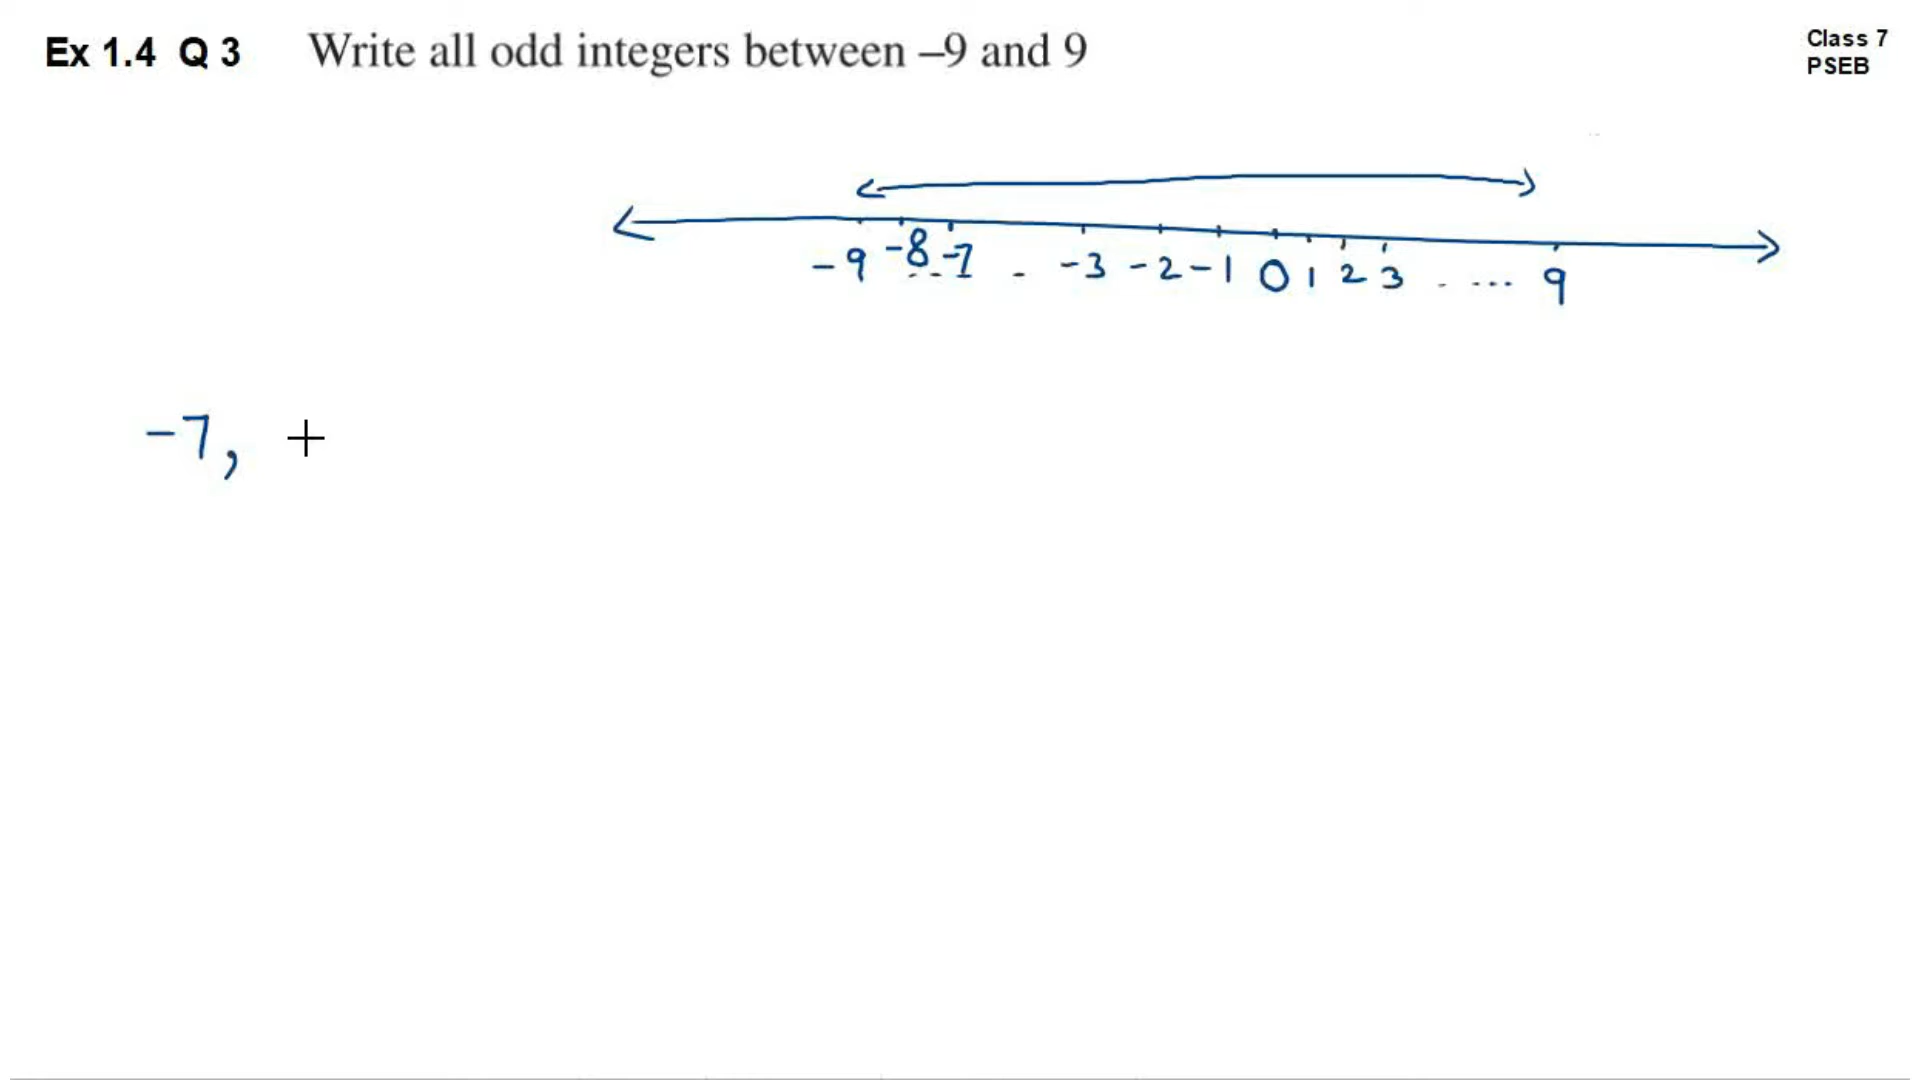 Ex 1.4 Q 3 Write all odd integers between –9 and 9
Class 7
PSEB
-9 -8 -7 . -3 -2 -1 0 1 2 3 . ... 9
-7,